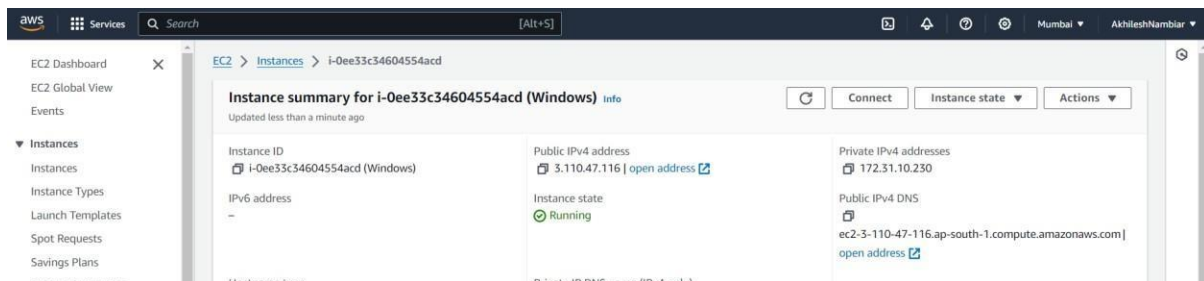 aws Services Search [Alt+S] Mumbai ▼ AkhileshNambiar ▼
EC2 Dashboard
EC2 Global View
Events
▼ Instances
Instances
Instance Types
Launch Templates
Spot Requests
Savings Plans
EC2 > Instances > i-0ee33c34604554acd
Instance summary for i-0ee33c34604554acd (Windows) Info
Updated less than a minute ago
Connect Instance state ▼ Actions ▼
Instance ID
i-0ee33c34604554acd (Windows)
Public IPv4 address
3.110.47.116 | open address
Private IPv4 addresses
172.31.10.230
IPv6 address
–
Instance state
Running
Public IPv4 DNS
ec2-3-110-47-116.ap-south-1.compute.amazonaws.com |
open address